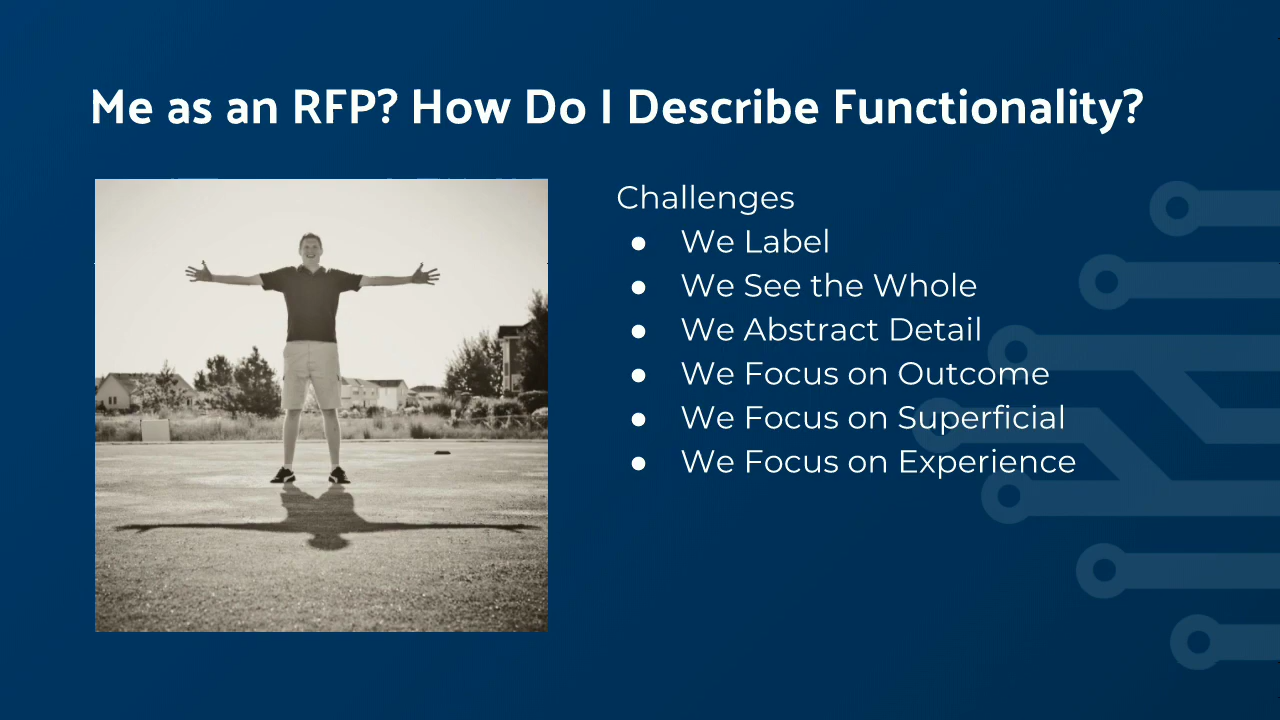 Me as an RFP? How Do I Describe Functionality?
Challenges
● We Label
● We See the Whole
● We Abstract Detail
● We Focus on Outcome
● We Focus on Superficial
● We Focus on Experience